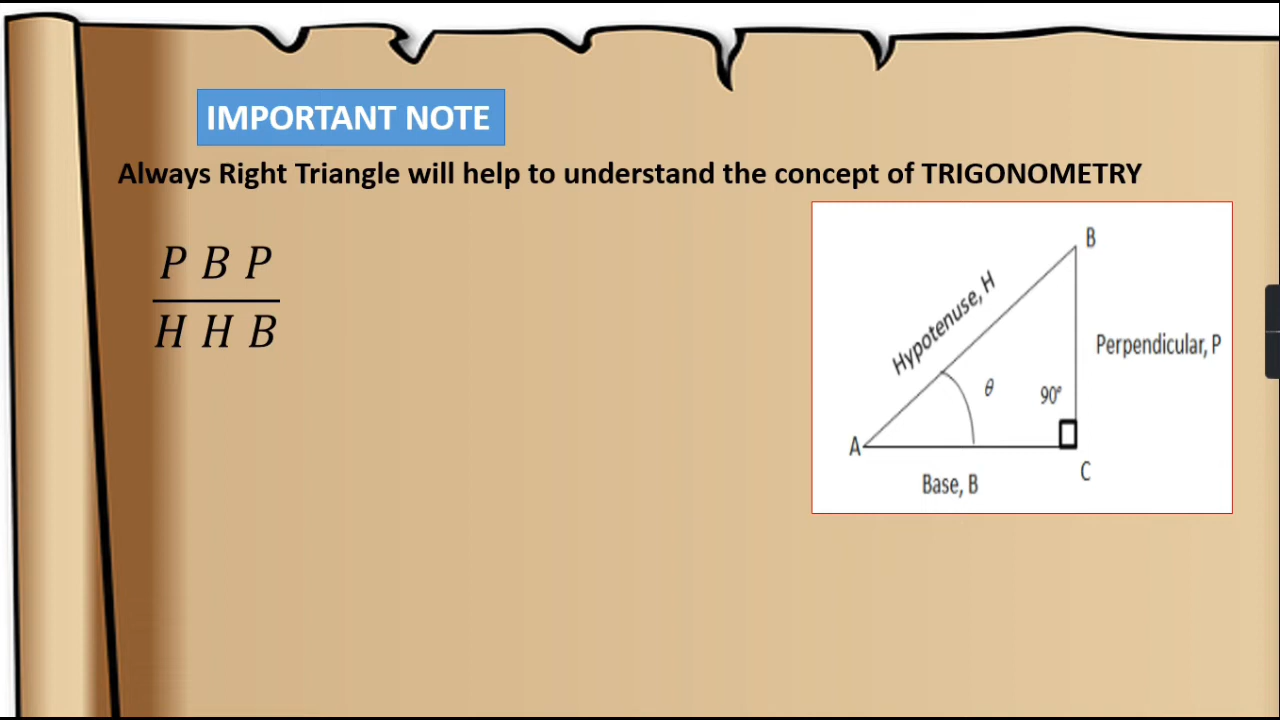 IMPORTANT NOTE
Always Right Triangle will help to understand the concept of TRIGONOMETRY
P B P
H H B
B
Hypotenuse, H
Perpendicular, P
θ
90°
A
C
Base, B